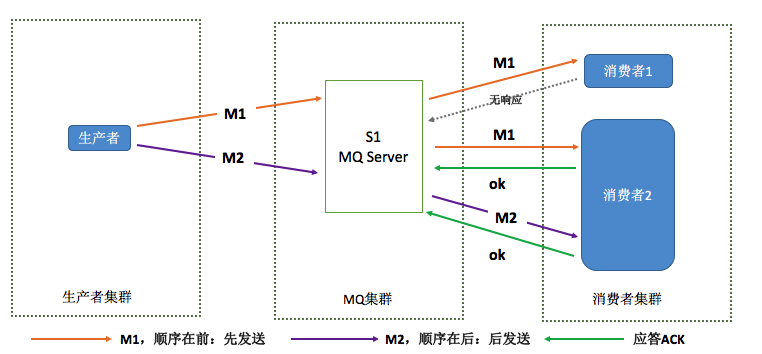 M1
M1
消费者1
无响应
生产者
M2
S1
MQ Server
M1
ok
M2
消费者2
ok
生产者集群
MQ集群
消费者集群
M1，顺序在前：先发送
M2，顺序在后：后发送
应答ACK